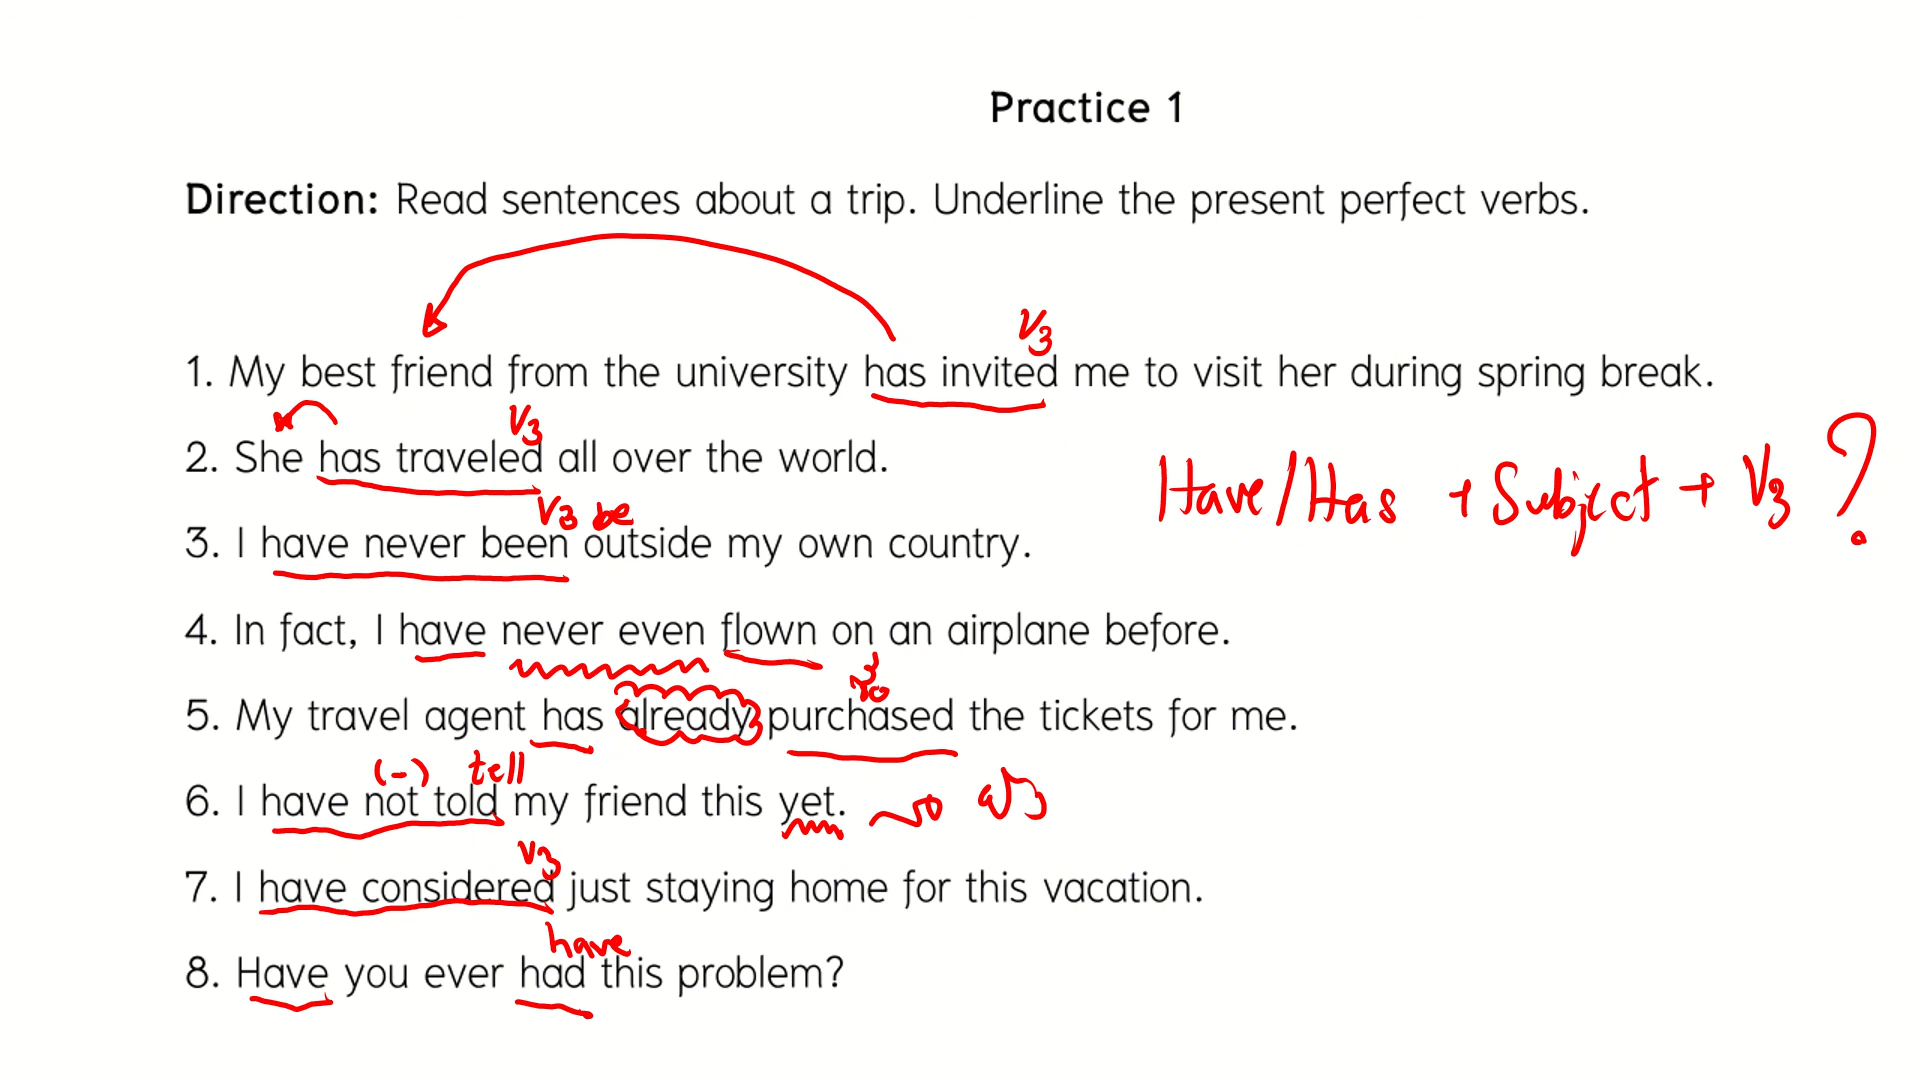 Practice 1
Direction: Read sentences about a trip. Underline the present perfect verbs.
V3
1. My best friend from the university has invited me to visit her during spring break.
V3
2. She has traveled all over the world.
Have/Has + Subject + V3 ?
V3 be
3. I have never been outside my own country.
4. In fact, I have never even flown on an airplane before.
5. My travel agent has already purchased the tickets for me.
(-) tell
6. I have not told my friend this yet.
V3
7. I have considered just staying home for this vacation.
have
8. Have you ever had this problem?